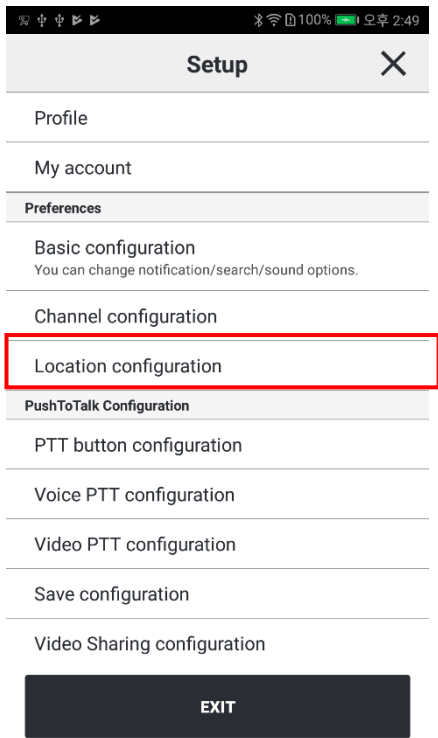 100% 오후 2:49
Setup
Profile
My account
Preferences
Basic configuration
You can change notification/search/sound options.
Channel configuration
Location configuration
PushToTalk Configuration
PTT button configuration
Voice PTT configuration
Video PTT configuration
Save configuration
Video Sharing configuration
EXIT